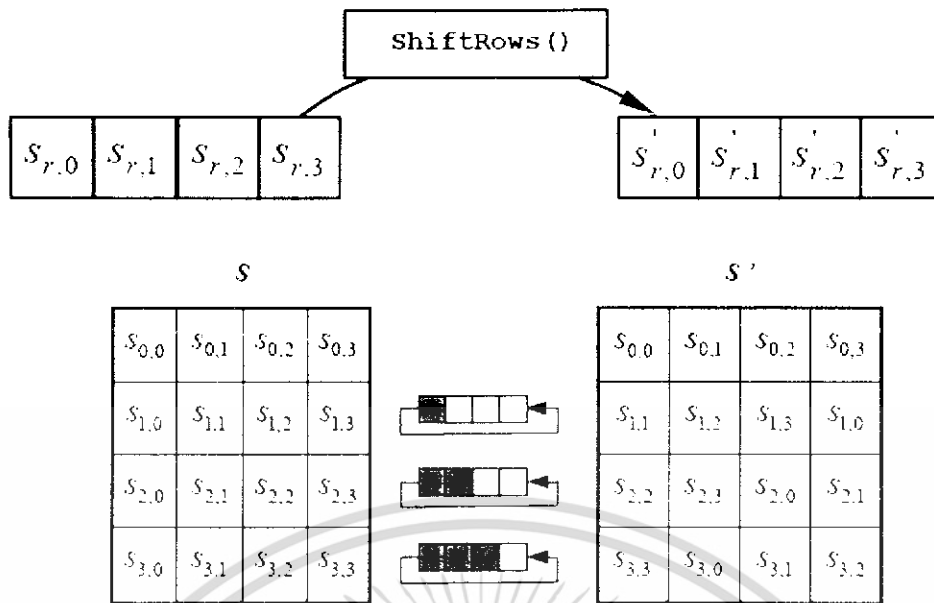 ShiftRows()
S_{r,0} S_{r,1} S_{r,2} S_{r,3} S'_{r,0} S'_{r,1} S'_{r,2} S'_{r,3}
S S'
S_{0,0} S_{0,1} S_{0,2} S_{0,3} S_{0,0} S_{0,1} S_{0,2} S_{0,3}
S_{1,0} S_{1,1} S_{1,2} S_{1,3} S_{1,1} S_{1,2} S_{1,3} S_{1,0}
S_{2,0} S_{2,1} S_{2,2} S_{2,3} S_{2,2} S_{2,3} S_{2,0} S_{2,1}
S_{3,0} S_{3,1} S_{3,2} S_{3,3} S_{3,3} S_{3,0} S_{3,1} S_{3,2}